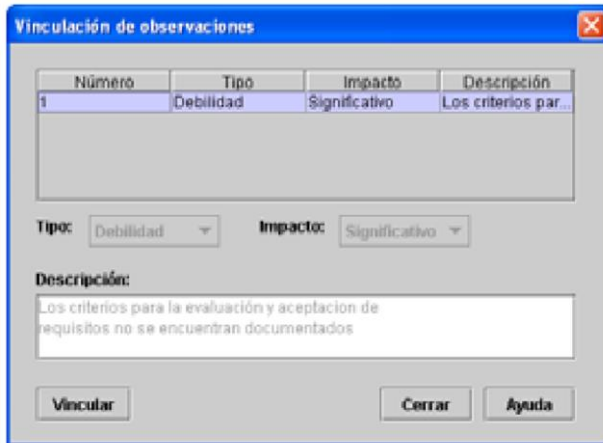 Vinculación de observaciones
Número Tipo Impacto Descripción
1 Debilidad Significativo Los criterios par...
Tipo: Debilidad Impacto: Significativo
Descripción:
Los criterios para la evaluación y aceptacion de
requisitos no se encuentran documentados
Vincular Cerrar Ayuda